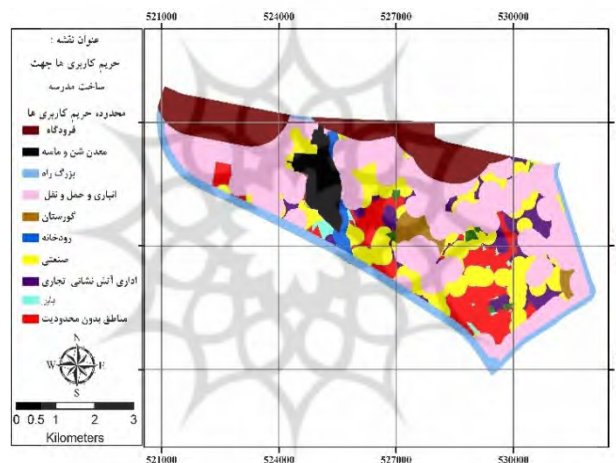 521000 524000 527000 530000
عنوان نقشه :
حریم کاربری ها جهت
ساخت مدرسه
محدوده حریم کاربری ها
فرودگاه
معدن شن و ماسه
بزرگ راه
انباری و حمل و نقل
گورستان
رودخانه
صنعتی
اداری آتش نشانی تجاری
بایر
مناطق بدون محدودیت
N
W E
S
0 0.5 1 2 3
Kilometers
521000 524000 527000 530000